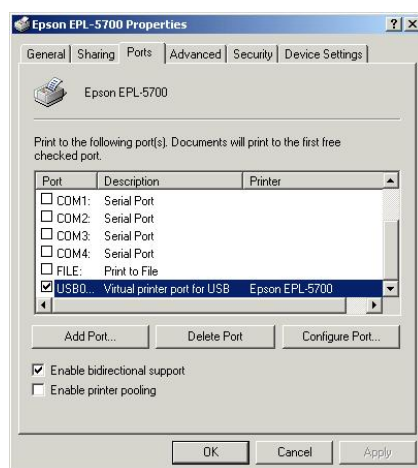 Epson EPL-5700 Properties
General Sharing Ports Advanced Security Device Settings
Epson EPL-5700
Print to the following port(s). Documents will print to the first free
checked port.
Port Description Printer
COM1: Serial Port
COM2: Serial Port
COM3: Serial Port
COM4: Serial Port
FILE: Print to File
USB0... Virtual printer port for USB Epson EPL-5700
Add Port... Delete Port Configure Port...
Enable bidirectional support
Enable printer pooling
OK Cancel Apply